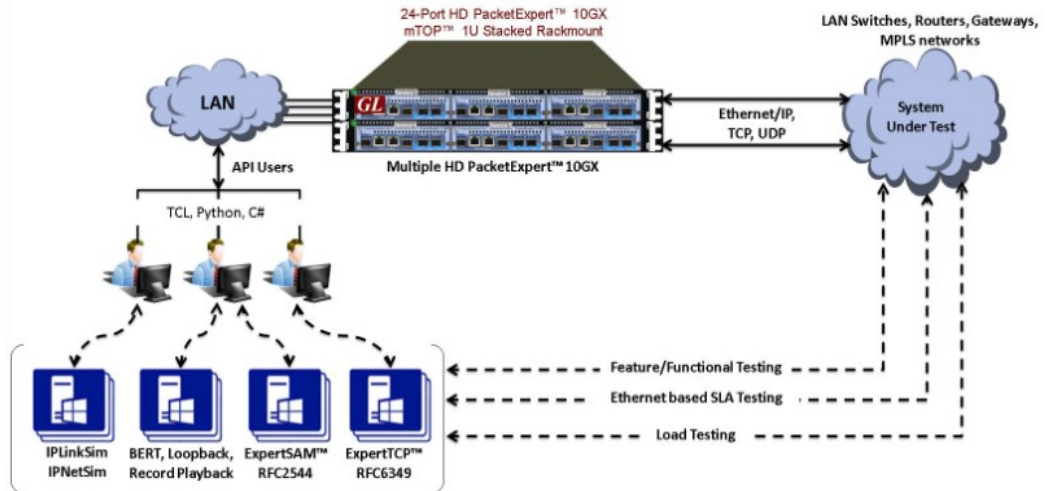 24-Port HD PacketExpert™ 10GX
mTOP™ 1U Stacked Rackmount
LAN Switches, Routers, Gateways,
MPLS networks
LAN
GL
System
Under Test
Ethernet/IP,
TCP, UDP
Multiple HD PacketExpert™ 10GX
API Users
TCL, Python, C#
Feature/Functional Testing
Ethernet based SLA Testing
Load Testing
IPLinkSim
IPNetSim
BERT, Loopback,
Record Playback
ExpertSAM™
RFC2544
ExpertTCP™
RFC6349